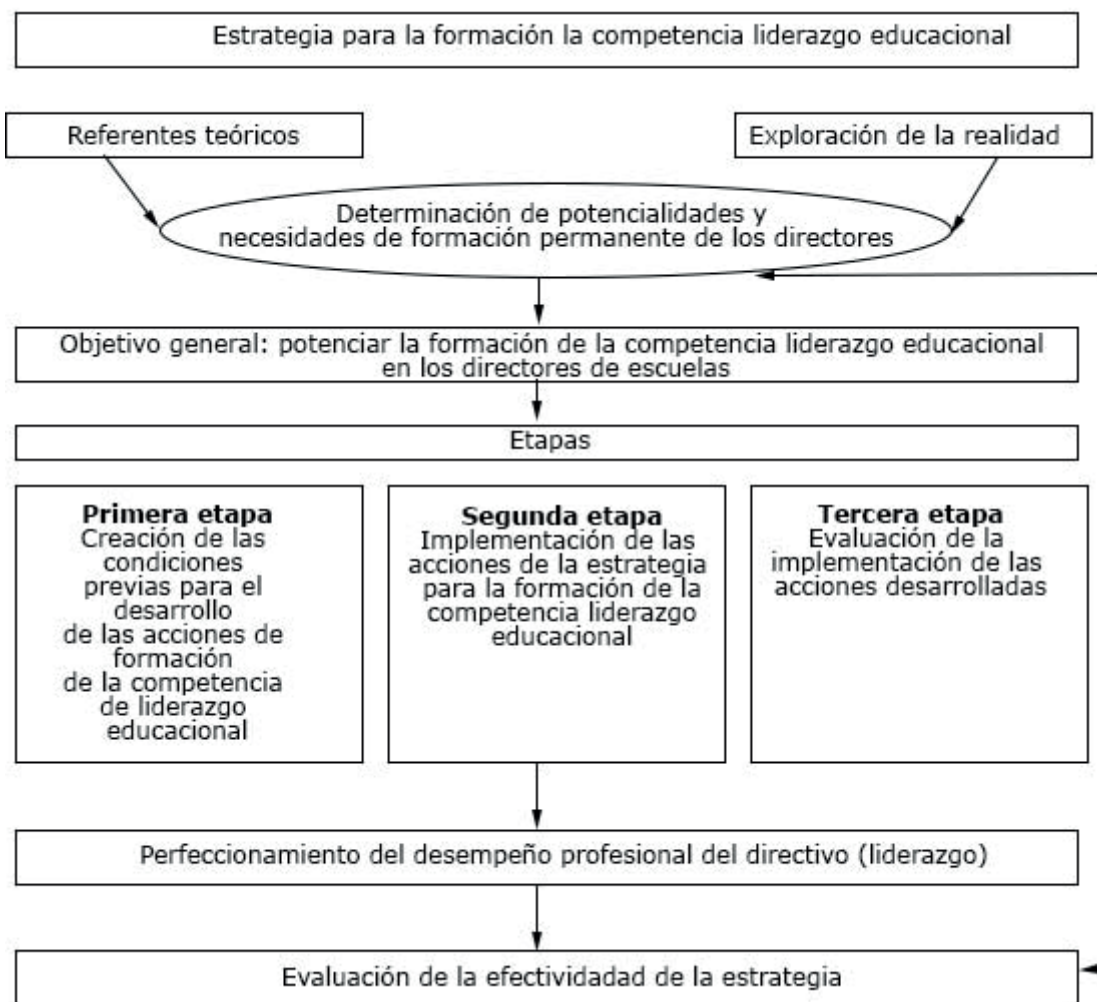 Estrategia para la formación la competencia liderazgo educacional
Referentes teóricos
Exploración de la realidad
Determinación de potencialidades y
necesidades de formación permanente de los directores
Objetivo general: potenciar la formación de la competencia liderazgo educacional
en los directores de escuelas
Etapas
Primera etapa
Creación de las
condiciones
previas para el
desarrollo
de las acciones de
formación
de la competencia
de liderazgo
educacional
Segunda etapa
Implementación de las
acciones de la estrategia
para la formación de la
competencia liderazgo
educacional
Tercera etapa
Evaluación de la
implementación de las
acciones desarrolladas
Perfeccionamiento del desempeño profesional del directivo (liderazgo)
Evaluación de la efectividadad de la estrategia